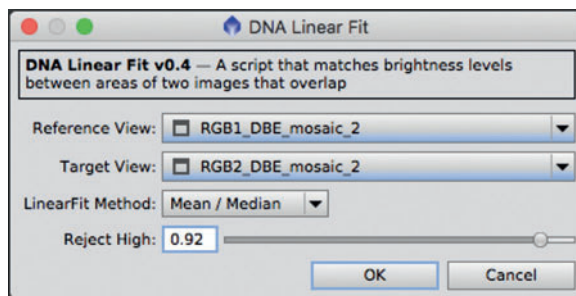 DNA Linear Fit
DNA Linear Fit v0.4 — A script that matches brightness levels
between areas of two images that overlap
Reference View: RGB1_DBE_mosaic_2
Target View: RGB2_DBE_mosaic_2
LinearFit Method: Mean / Median
Reject High: 0.92
OK Cancel